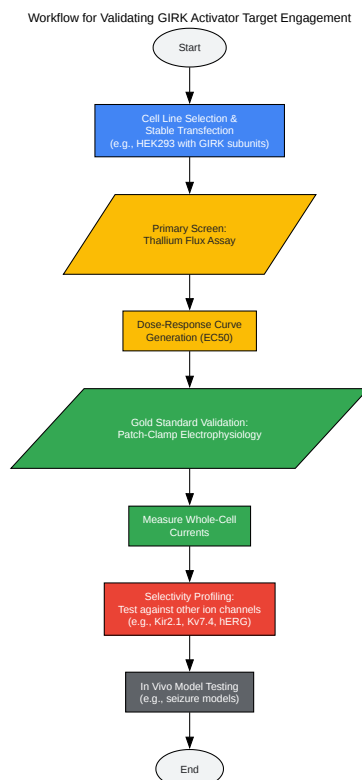 Workflow for Validating GIRK Activator Target Engagement
Start
Cell Line Selection &
Stable Transfection
(e.g., HEK293 with GIRK subunits)
Primary Screen:
Thallium Flux Assay
Dose-Response Curve
Generation (EC50)
Gold Standard Validation:
Patch-Clamp Electrophysiology
Measure Whole-Cell
Currents
Selectivity Profiling:
Test against other ion channels
(e.g., Kir2.1, Kv7.4, hERG)
In Vivo Model Testing
(e.g., seizure models)
End